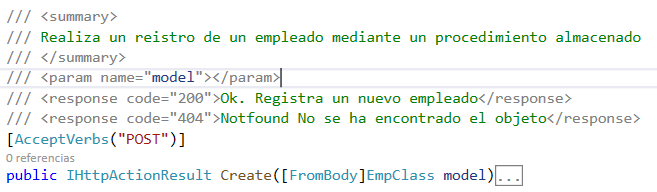 /// <summary>
/// Realiza un reistro de un empleado mediante un procedimiento almacenado
/// </summary>
/// <param name="model"></param>
/// <response code="200">Ok. Registra un nuevo empleado</response>
/// <response code="404">Notfound No se ha encontrado el objeto</response>
[AcceptVerbs("POST")]
0 referencias
public IHttpActionResult Create([FromBody]EmpClass model)...